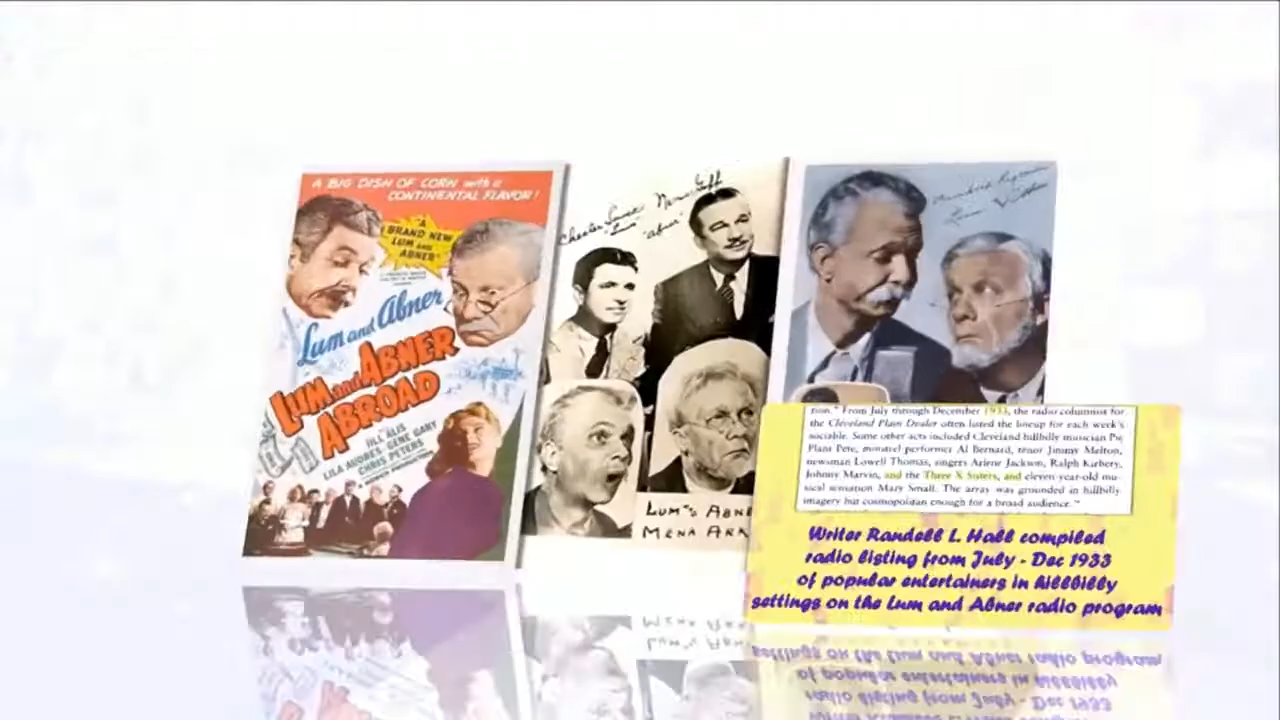 A BIG DISH OF CORN with a
CONTINENTAL FLAVOR!
"A
BRAND NEW
LUM and
ABNER"
Lum and Abner
LUM and ABNER
ABROAD
JILL ALIS
LILA AUDRES GENE GARY
CHRIS PETERS
Chester Lauck Norris Goff
"Lum" "Abner"
LUM & ABNE
MENA ARK
tion." From July through December 1933, the radio columnist for
the Cleveland Plain Dealer often listed the lineup for each week's
sociable. Some other acts included Cleveland hillbilly musician Pie
Plant Pete, minstrel performer Al Bernard, tenor Jimmy Melton,
newsman Lowell Thomas, singers Arlene Jackson, Ralph Kirbery,
Johnny Marvin, and the Three X Sisters, and eleven-year-old mu-
sical sensation Mary Small. The array was grounded in hillbilly
imagery but cosmopolitan enough for a broad audience."
Writer Randell L. Hall compiled
radio listing from July - Dec 1933
of popular entertainers in hillbilly
settings on the Lum and Abner radio program